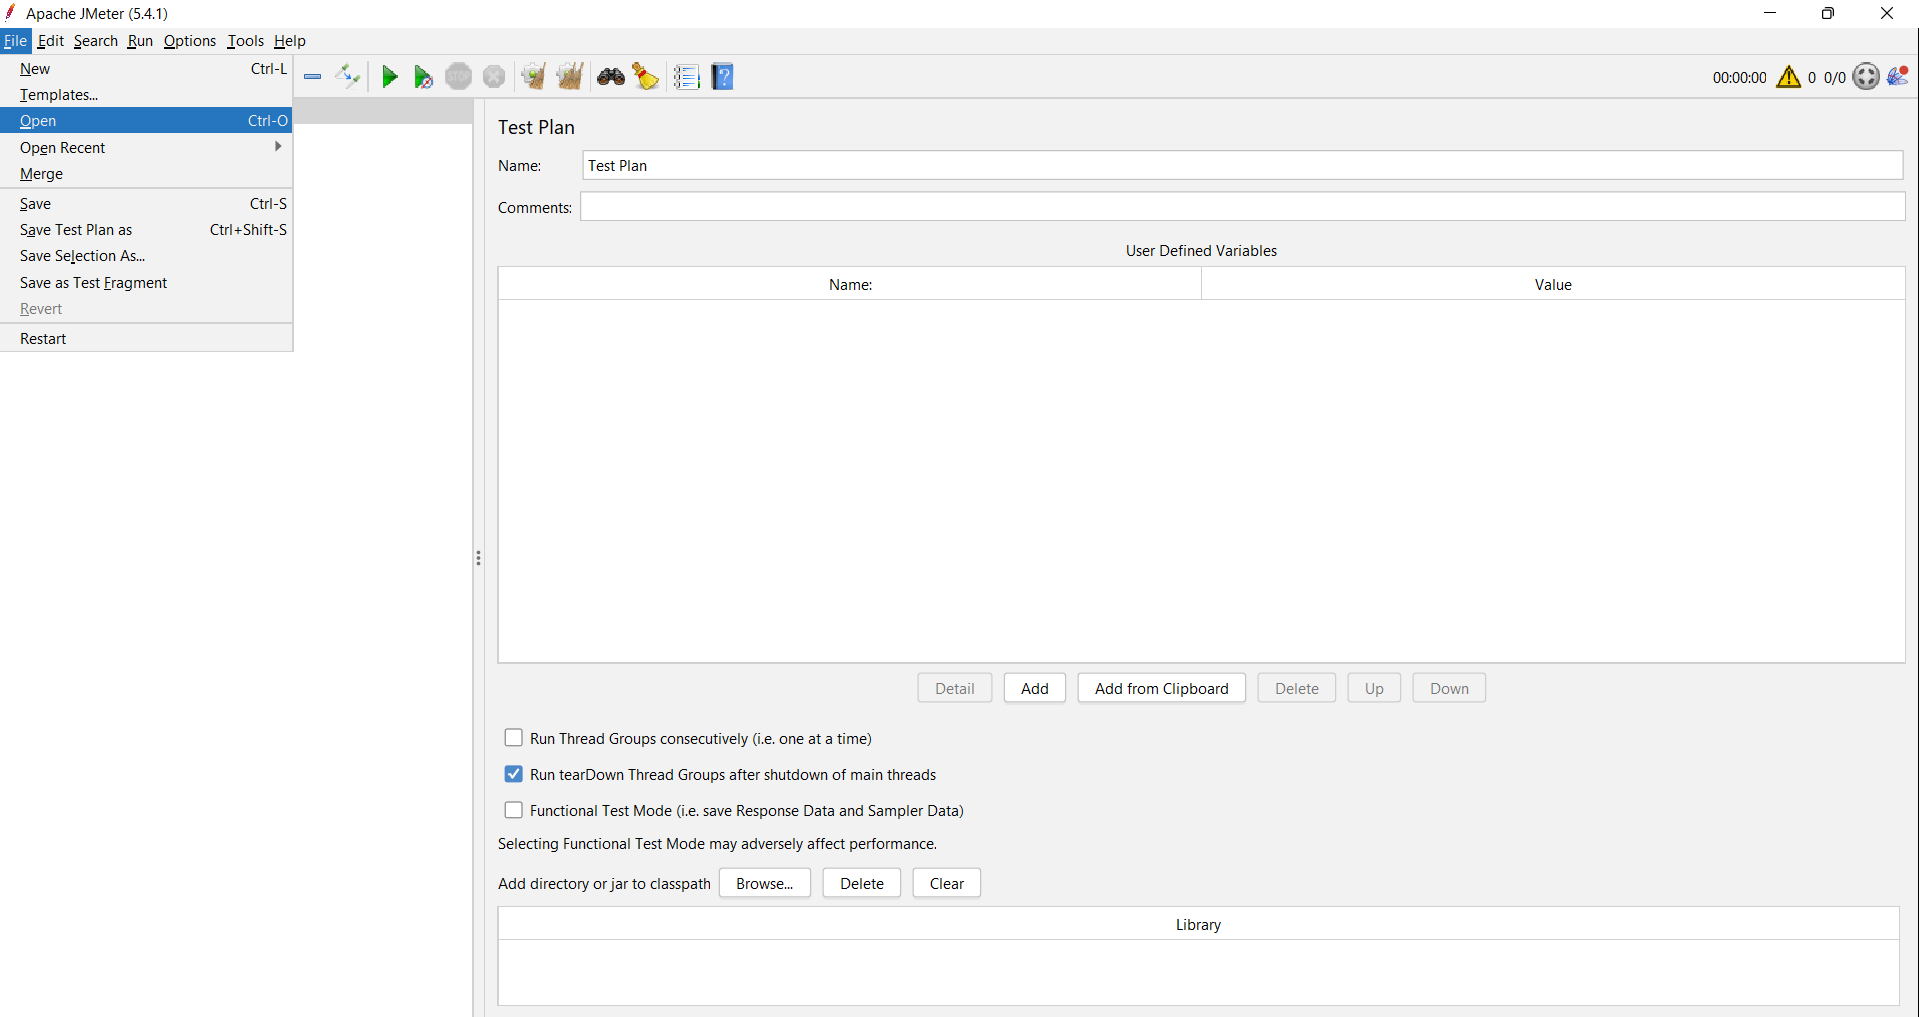 Apache JMeter (5.4.1)
File Edit Search Run Options Tools Help
New Ctrl-L
Templates...
Open Ctrl-O
Open Recent
Merge
Save Ctrl-S
Save Test Plan as Ctrl+Shift-S
Save Selection As...
Save as Test Fragment
Revert
Restart
STOP
00:00:00 0 0/0
Test Plan
Name: Test Plan
Comments:
User Defined Variables
Name: Value
Detail Add Add from Clipboard Delete Up Down
Run Thread Groups consecutively (i.e. one at a time)
Run tearDown Thread Groups after shutdown of main threads
Functional Test Mode (i.e. save Response Data and Sampler Data)
Selecting Functional Test Mode may adversely affect performance.
Add directory or jar to classpath Browse... Delete Clear
Library